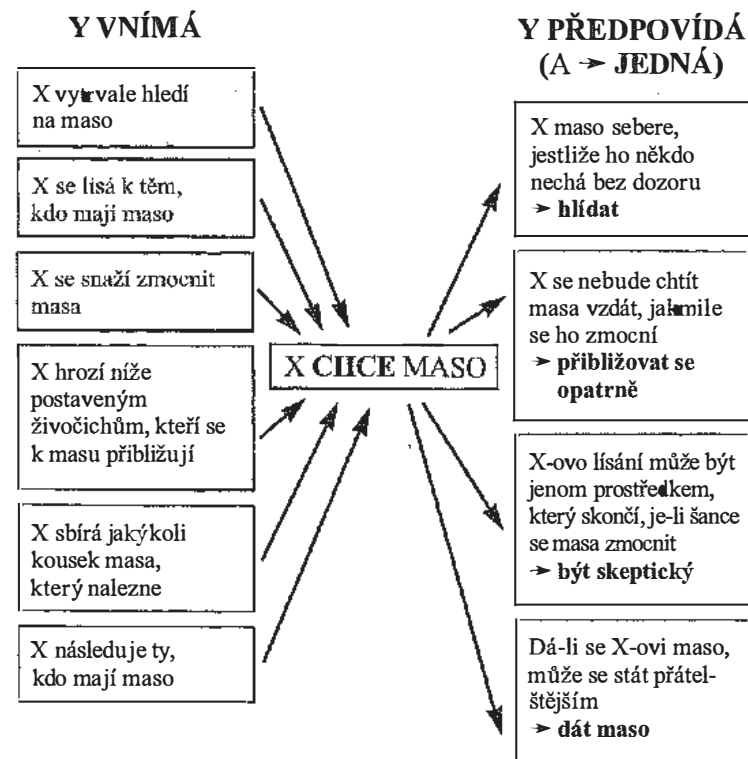 Y VNÍMÁ
X vytrvale hledí
na maso
X se lísá k těm,
kdo mají maso
X se snaží zmocnit
masa
X hrozí níže
postaveným
živočichům, kteří se
k masu přibližují
X sbírá jakýkoli
kousek masa,
který nalezne
X následuje ty,
kdo mají maso
X CHCE MASO
Y PŘEDPOVÍDÁ
(A → JEDNÁ)
X maso sebere,
jestliže ho někdo
nechá bez dozoru
→ hlídat
X se nebude chtít
masa vzdát, jakmile
se ho zmocní
→ přibližovat se
opatrně
X-ovo lísání může být
jenom prostředkem,
který skončí, je-li šance
se masa zmocnit
→ být skeptický
Dá-li se X-ovi maso,
může se stát přátel-
štějším
→ dát maso